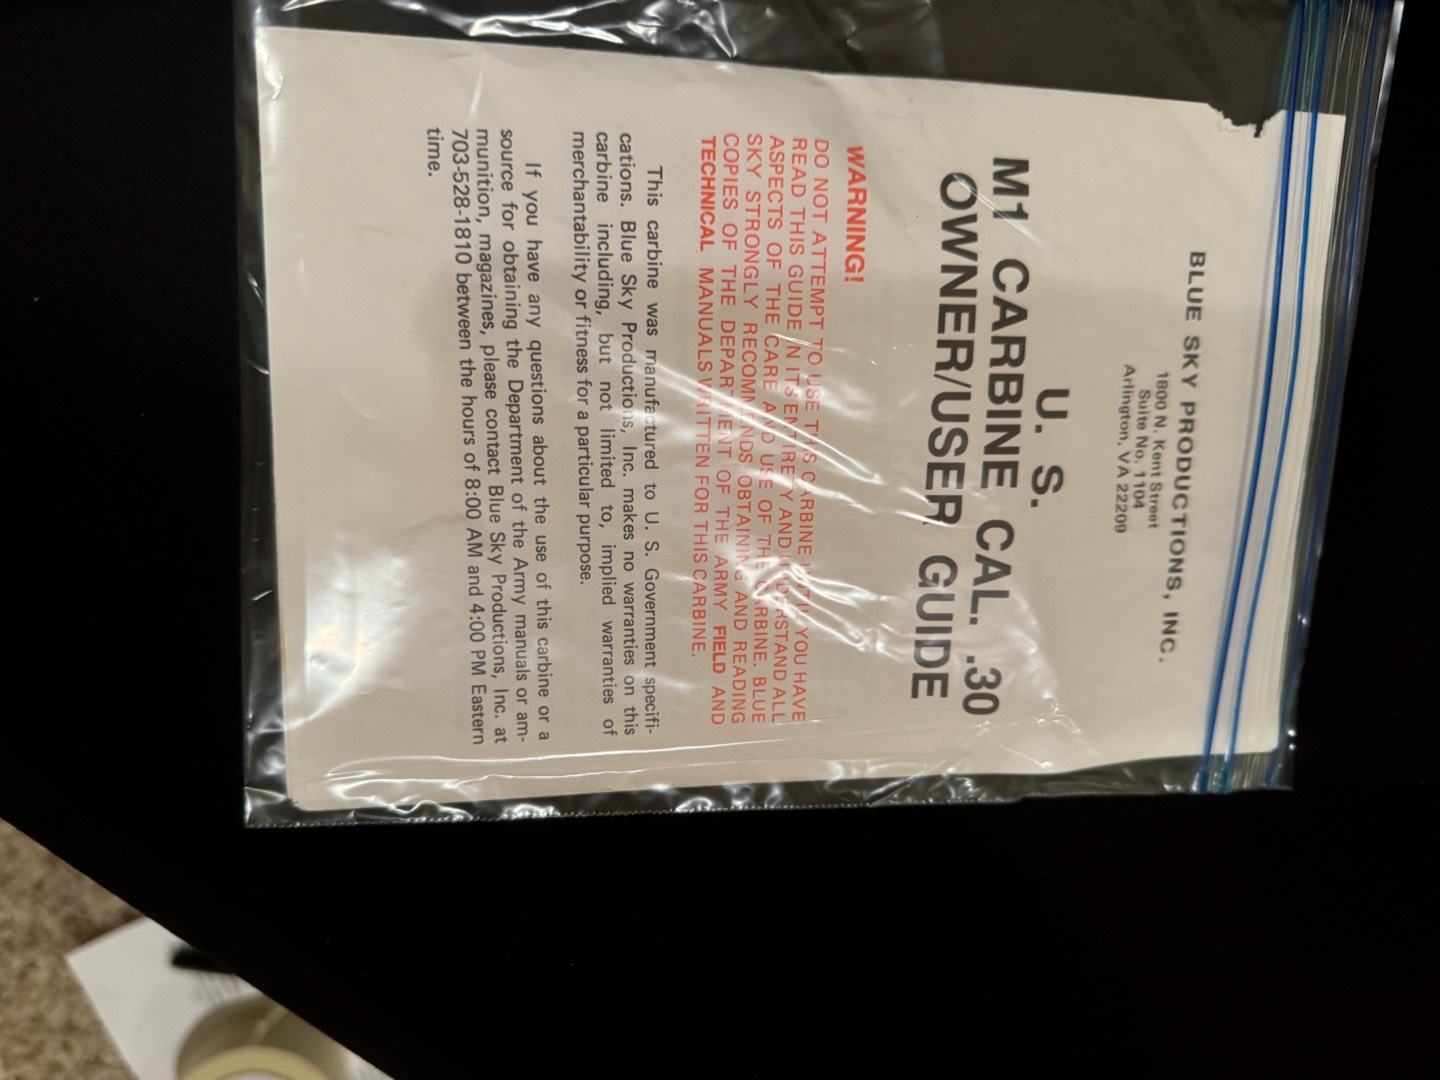 BLUE SKY PRODUCTIONS, INC.
1800 N. Kent Street
Suite No. 1104
Arlington, VA 22209
U. S.
M1 CARBINE CAL. .30
OWNER/USER GUIDE
WARNING!
DO NOT ATTEMPT TO USE THIS CARBINE UNTIL YOU HAVE
READ THIS GUIDE IN ITS ENTIRETY AND UNDERSTAND ALL
ASPECTS OF THE CARE AND USE OF THE CARBINE. BLUE
SKY STRONGLY RECOMMENDS OBTAINING AND READING
COPIES OF THE DEPARTMENT OF THE ARMY FIELD AND
TECHNICAL MANUALS WRITTEN FOR THIS CARBINE.
This carbine was manufactured to U. S. Government specifi-
cations. Blue Sky Productions, Inc. makes no warranties on this
carbine including, but not limited to, implied warranties of
merchantability or fitness for a particular purpose.
If you have any questions about the use of this carbine or a
source for obtaining the Department of the Army manuals or am-
munition, magazines, please contact Blue Sky Productions, Inc. at
703-528-1810 between the hours of 8:00 AM and 4:00 PM Eastern
time.